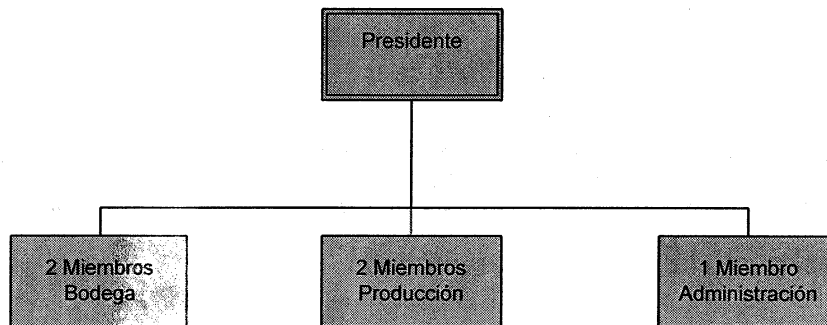 Presidente
2 Miembros
Bodega
2 Miembros
Producción
1 Miembro
Administración